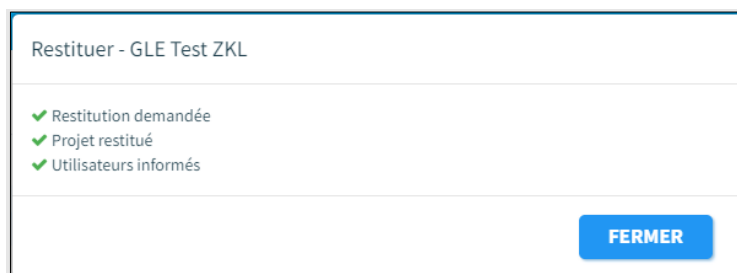 Restituer - GLE Test ZKL
Restitution demandée
Projet restitué
Utilisateurs informés
FERMER